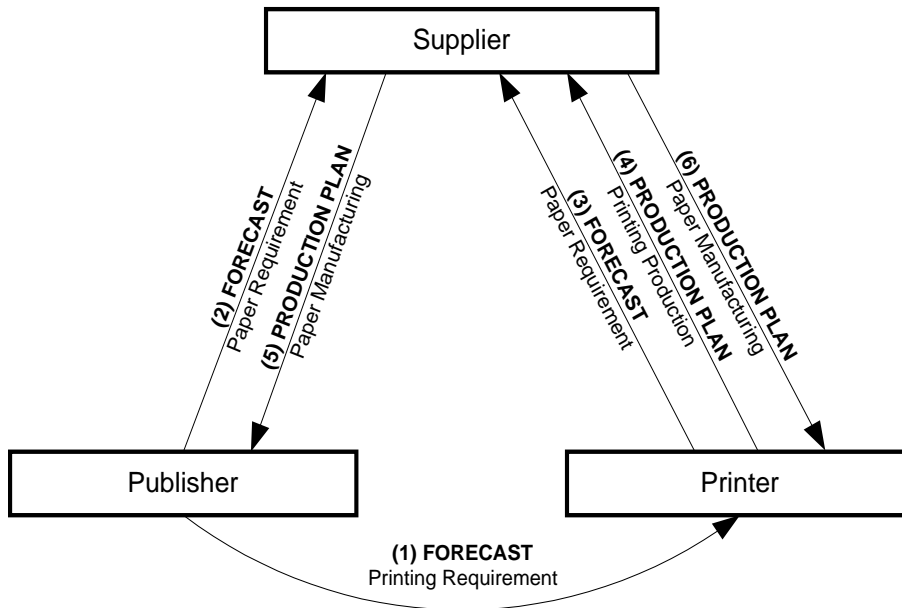 Supplier
(2) FORECAST
Paper Requirement
(5) PRODUCTION PLAN
Paper Manufacturing
(3) FORECAST
Paper Requirement
(4) PRODUCTION PLAN
Printing Production
(6) PRODUCTION PLAN
Paper Manufacturing
Publisher
Printer
(1) FORECAST
Printing Requirement